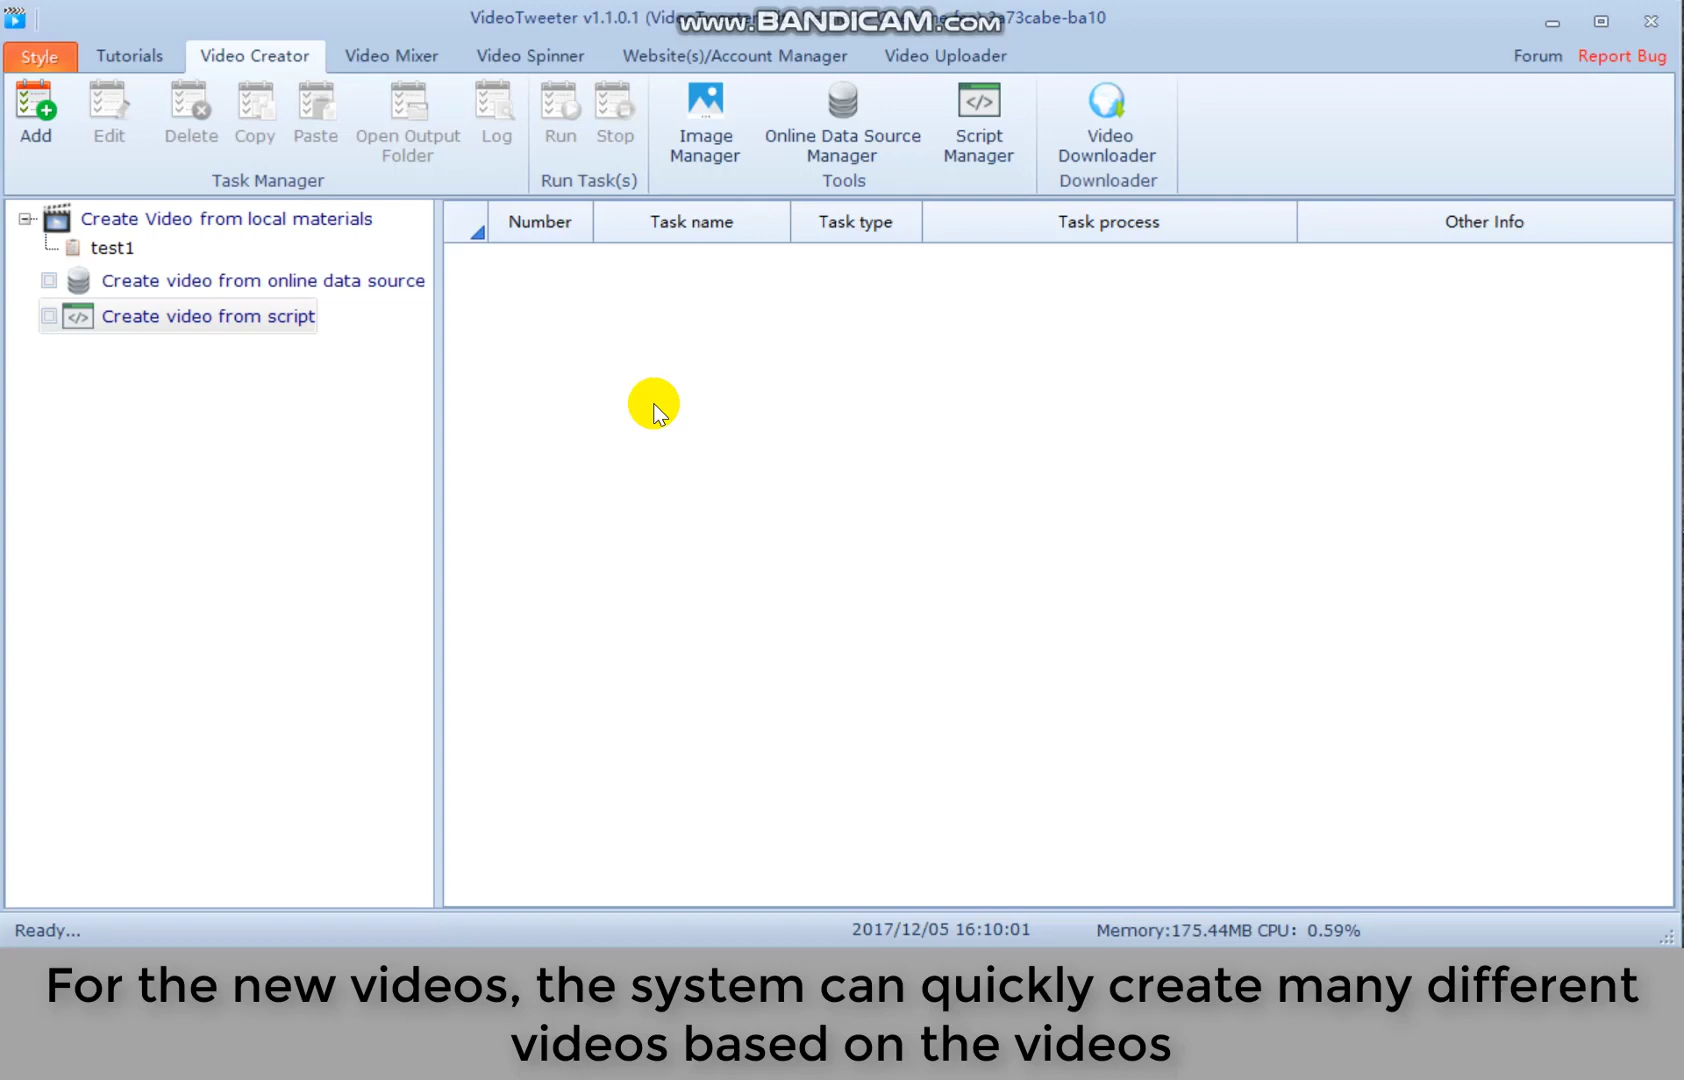 VideoTweeter v1.1.0.1 (Vide
www.BANDICAM.com
73cabe-ba10
Style Tutorials Video Creator Video Mixer Video Spinner Website(s)/Account Manager Video Uploader Forum Report Bug
Add Edit Delete Copy Paste Open Output Folder Log Run Stop Image Manager Online Data Source Manager Script Manager Video Downloader
Task Manager Run Task(s) Tools Downloader
Create Video from local materials
test1
Create video from online data source
Create video from script
Number Task name Task type Task process Other Info
Ready... 2017/12/05 16:10:01 Memory:175.44MB CPU: 0.59%
For the new videos, the system can quickly create many different
videos based on the videos